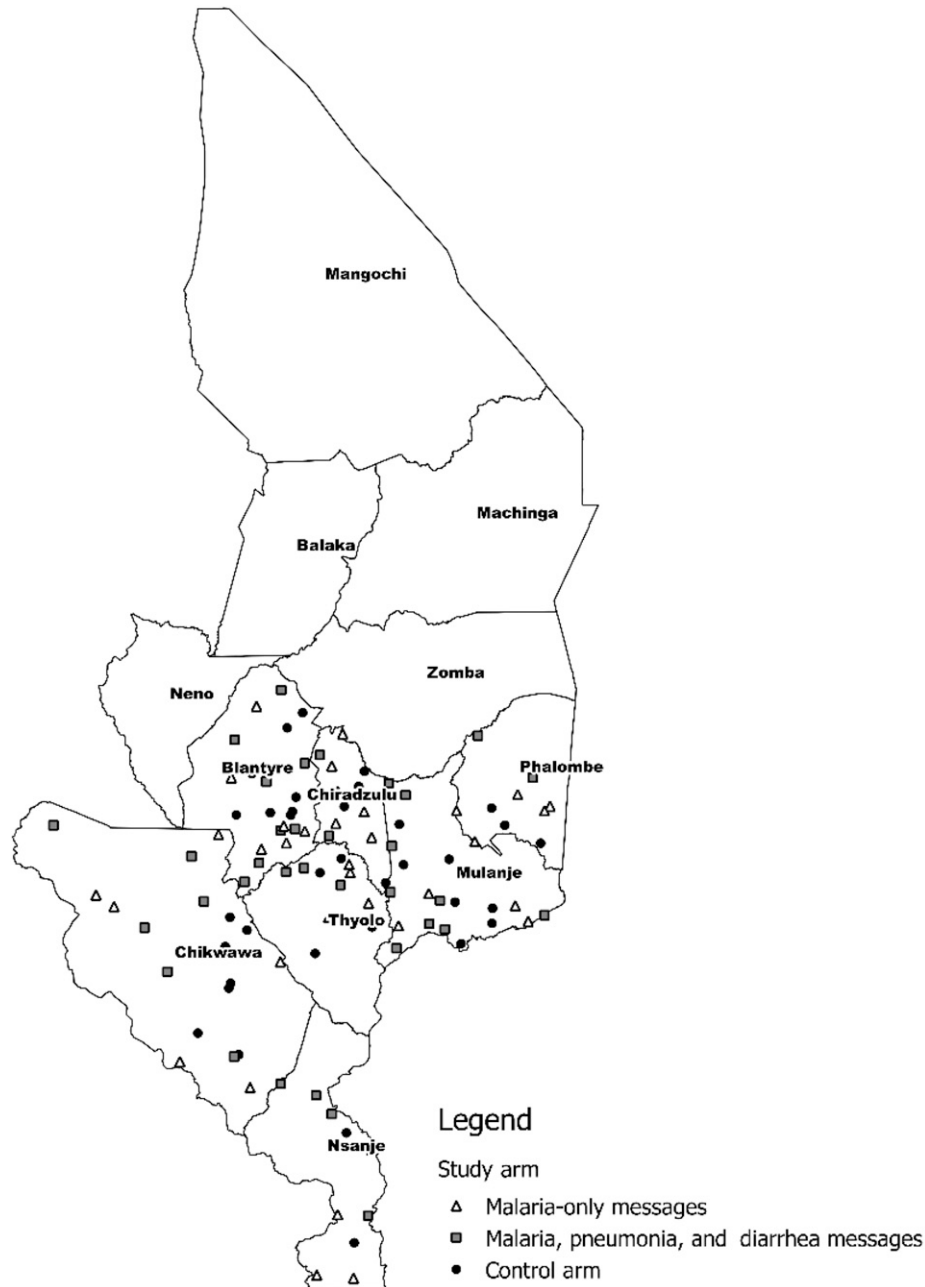 Mangochi
Machinga
Balaka
Zomba
Neno
Blantyre
Phalombe
Chiradzulu
Mulanje
Thyolo
Chikwawa
Nsanje
Legend
Study arm
Malaria-only messages
Malaria, pneumonia, and diarrhea messages
Control arm